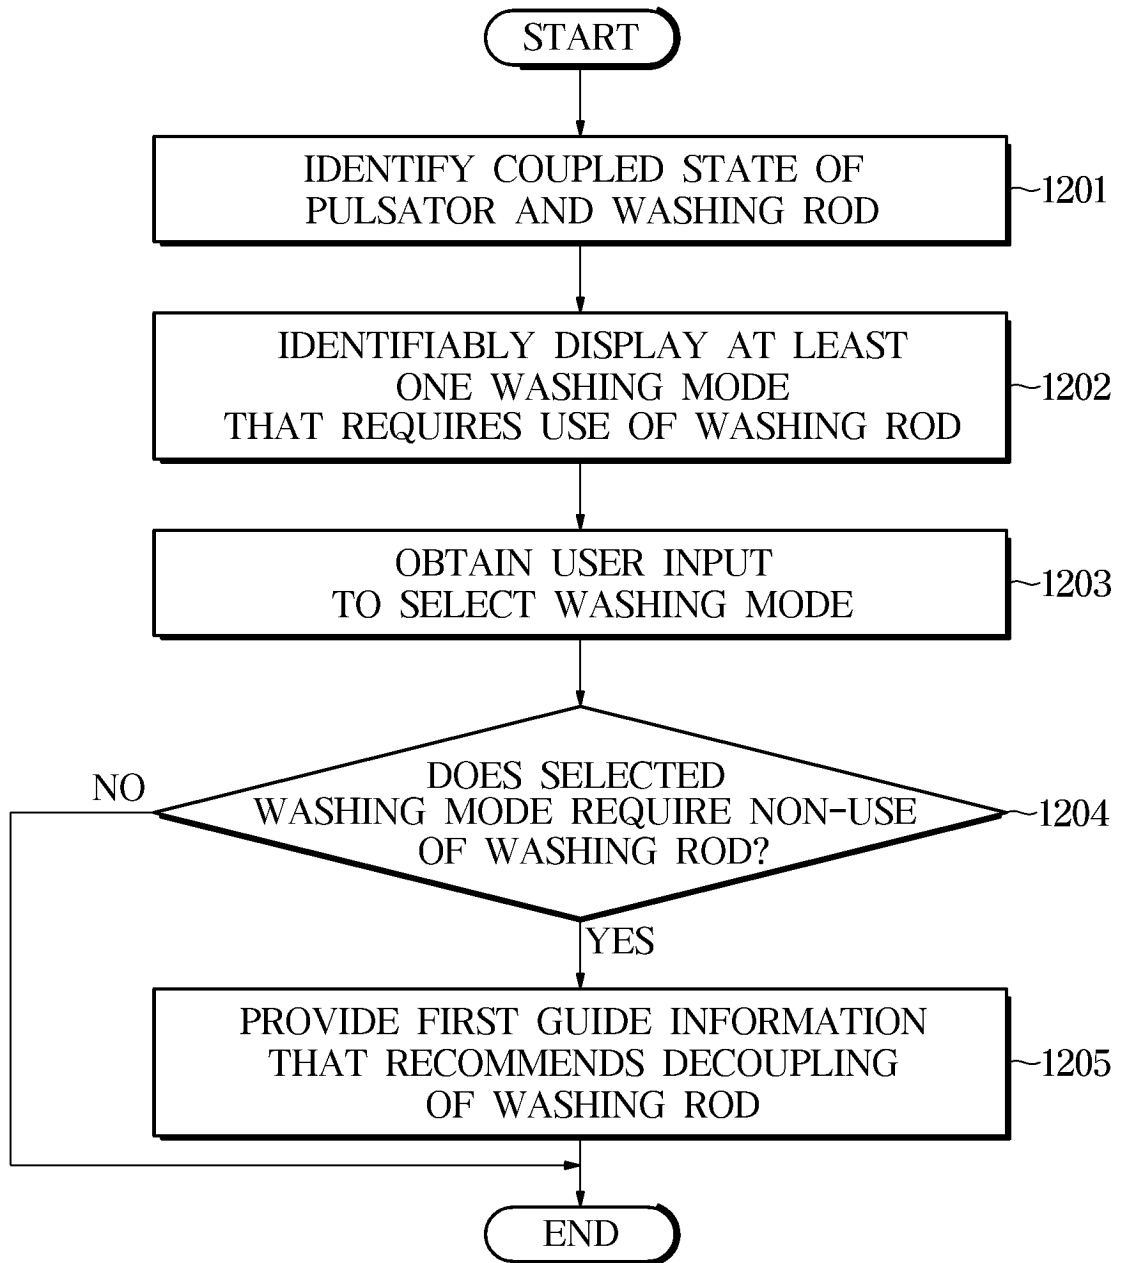 START
IDENTIFY COUPLED STATE OF
PULSATOR AND WASHING ROD
1201
IDENTIFIABLY DISPLAY AT LEAST
ONE WASHING MODE
THAT REQUIRES USE OF WASHING ROD
1202
OBTAIN USER INPUT
TO SELECT WASHING MODE
1203
DOES SELECTED
WASHING MODE REQUIRE NON-USE
OF WASHING ROD?
1204
NO
YES
PROVIDE FIRST GUIDE INFORMATION
THAT RECOMMENDS DECOUPLING
OF WASHING ROD
1205
END